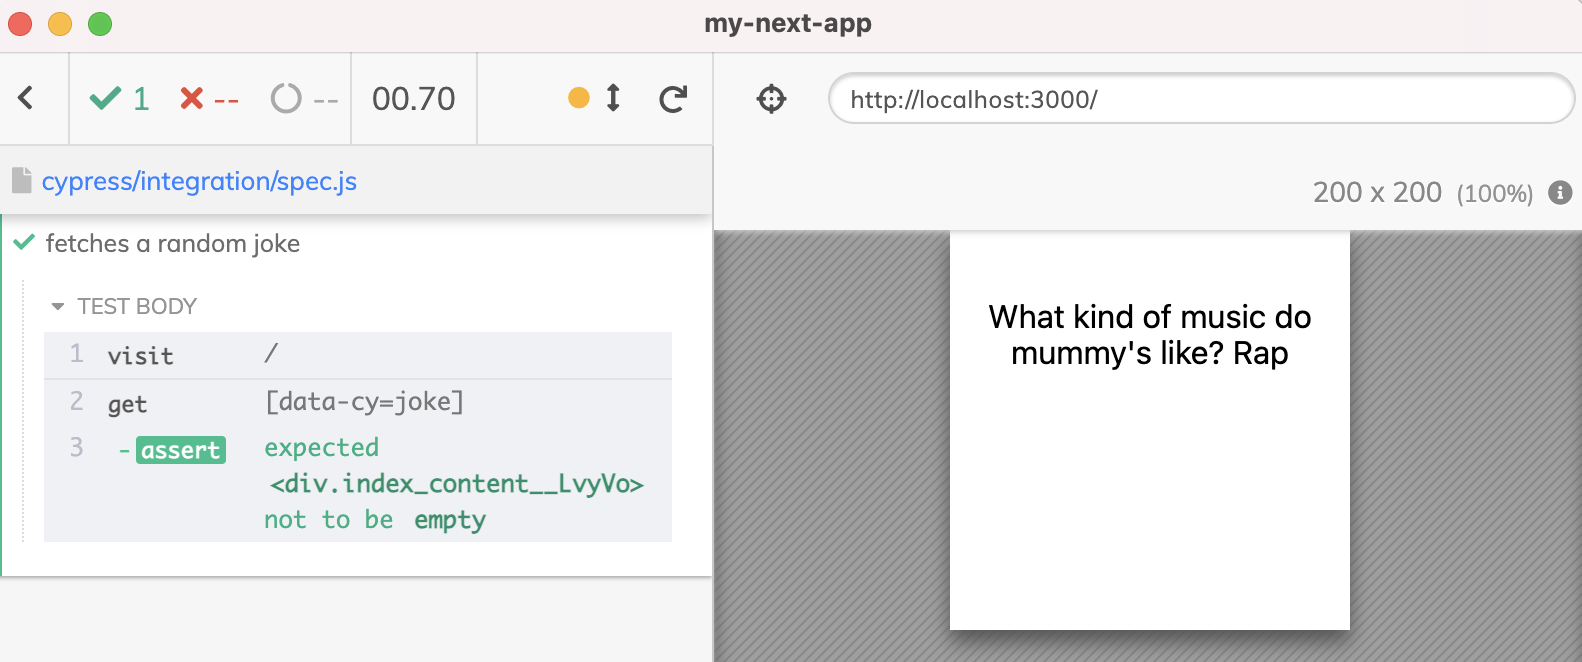 my-next-app
1 -- -- 00.70
http://localhost:3000/
cypress/integration/spec.js
200 x 200 (100%)
fetches a random joke
TEST BODY
1 visit /
2 get [data-cy=joke]
3 -assert expected
<div.index_content__LvyVo>
not to be empty
What kind of music do
mummy's like? Rap